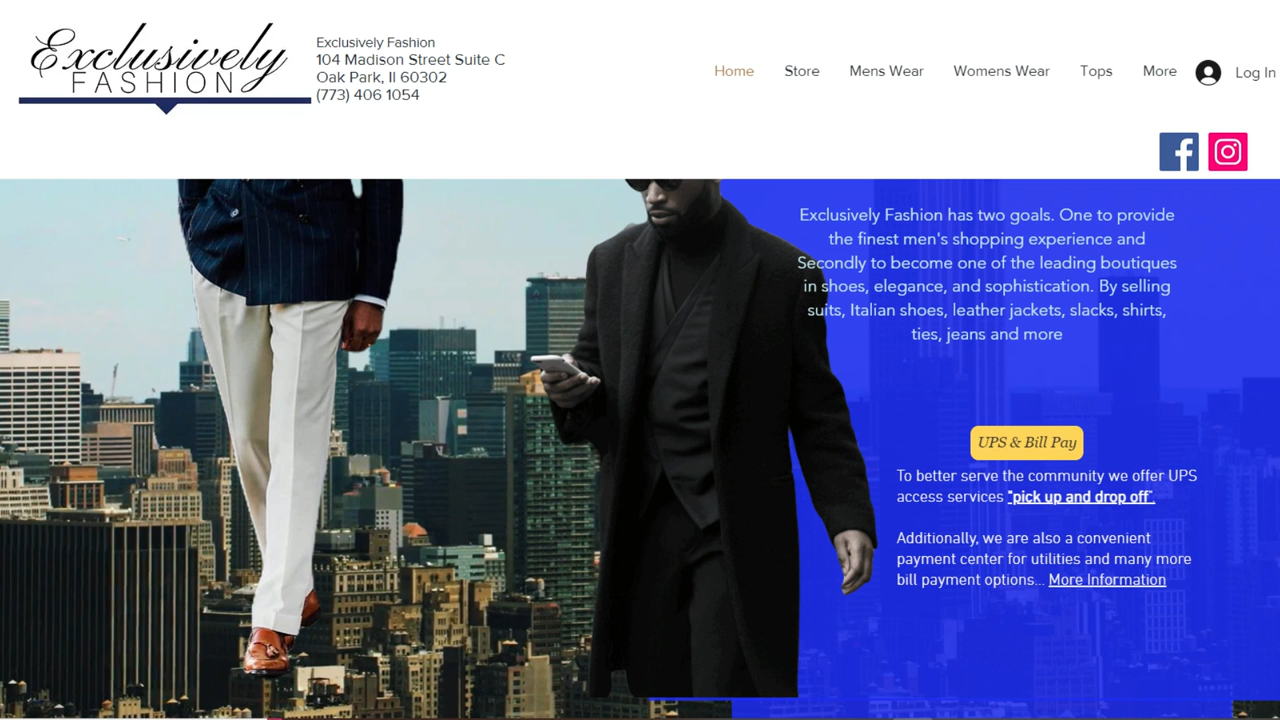 Exclusively
FASHION
Exclusively Fashion
104 Madison Street Suite C
Oak Park, Il 60302
(773) 406 1054
Home Store Mens Wear Womens Wear Tops More Log In
Exclusively Fashion has two goals. One to provide
the finest men's shopping experience and
Secondly to become one of the leading boutiques
in shoes, elegance, and sophistication. By selling
suits, Italian shoes, leather jackets, slacks, shirts,
ties, jeans and more
UPS & Bill Pay
To better serve the community we offer UPS
access services "pick up and drop off".
Additionally, we are also a convenient
payment center for utilities and many more
bill payment options... More Information